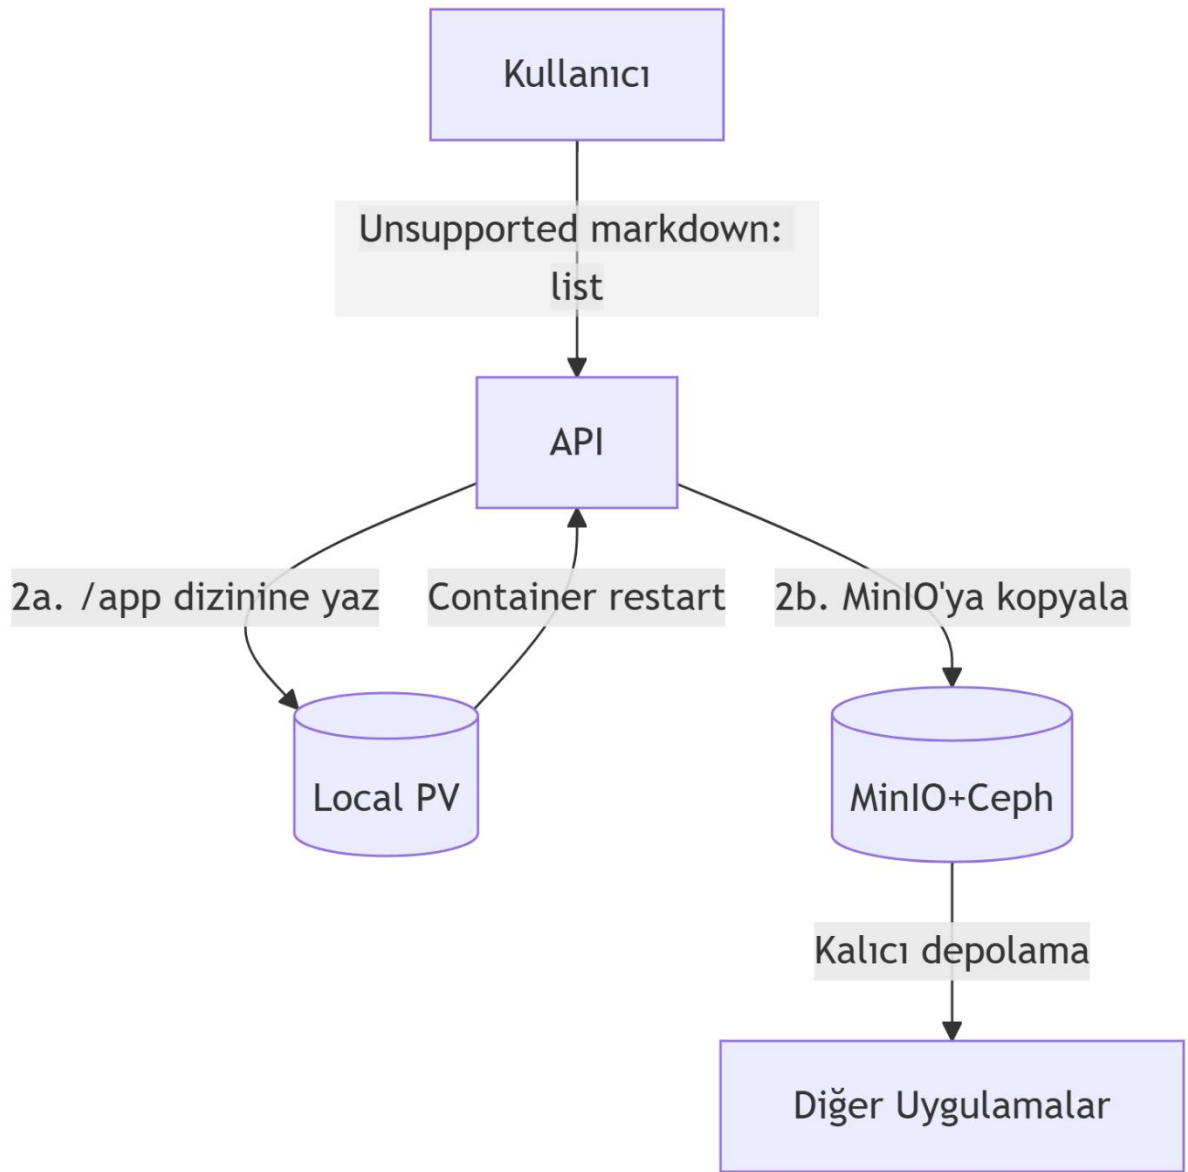 Kullanıcı
Unsupported markdown:
list
API
2a. /app dizinine yaz
Container restart
2b. MinIO'ya kopyala
Local PV
MinIO+Ceph
Kalıcı depolama
Diğer Uygulamalar